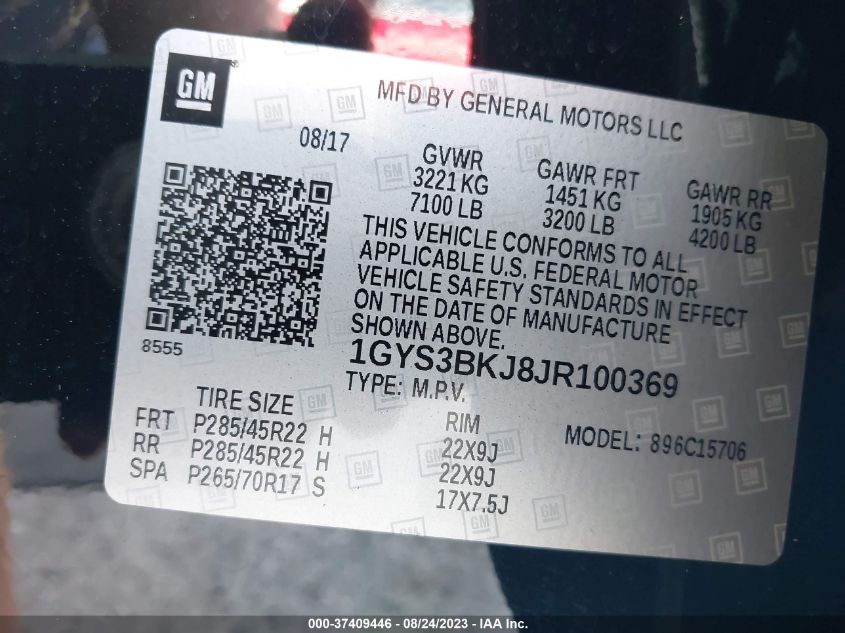 GM
MFD BY GENERAL MOTORS LLC
08/17
GVWR
3221 KG
7100 LB
GAWR FRT
1451 KG
3200 LB
GAWR RR
1905 KG
4200 LB
THIS VEHICLE CONFORMS TO ALL
APPLICABLE U.S. FEDERAL MOTOR
VEHICLE SAFETY STANDARDS IN EFFECT
ON THE DATE OF MANUFACTURE
SHOWN ABOVE.
8555
1GYS3BKJ8JR100369
TYPE: M.P.V.
MODEL: 896C15706
TIRE SIZE
RIM
FRT P285/45R22 H 22X9J
RR P285/45R22 H 22X9J
SPA P265/70R17 S 17X7.5J
000-37409446 - 08/24/2023 - IAA Inc.